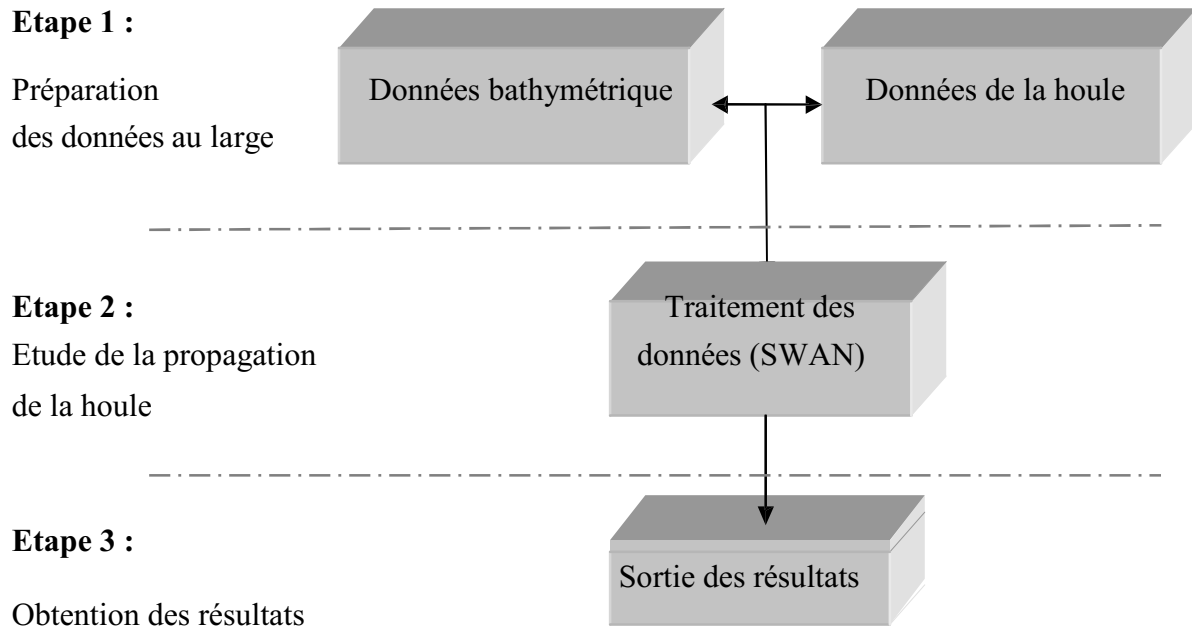 Etape 1 :
Préparation
des données au large
Données bathymétrique
Données de la houle
Etape 2 :
Etude de la propagation
de la houle
Traitement des
données (SWAN)
Etape 3 :
Obtention des résultats
Sortie des résultats